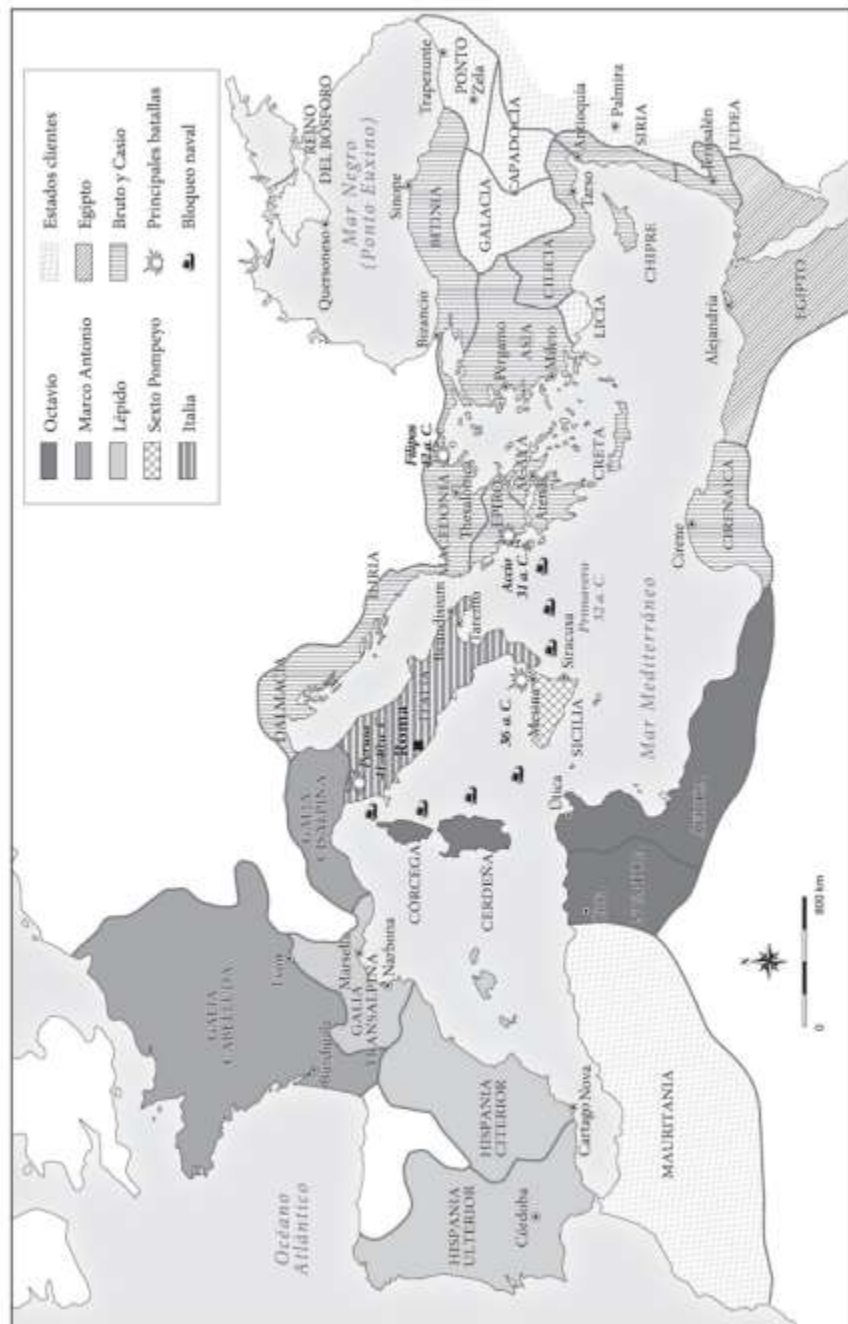 Octavio
Marco Antonio
Lépido
Sexto Pompeyo
Italia
Estados clientes
Egipto
Bruto y Casio
Principales batallas
Bloqueo naval
Océano
Atlántico
GALIA
CABELLUDA
GALIA
TRANSALPINA
Marsella
Narbona
GALIA
CISALPINA
HISPANIA
CITERIOR
HISPANIA
ULTERIOR
Córdoba
Cartago Nova
MAURITANIA
CÓRCEGA
CERDEÑA
Útica
Roma
ITALIA
Brundisium
Tarento
36 a. C.
Mesina
Siracusa
SICILIA
DALMACIA
ILIRIA
MACEDONIA
Thesalónica
Filipos
42 a. C.
EPIRO
ACAYA
Atenas
Accio
31 a. C.
Primavera
32 a. C.
CRETA
Mar Mediterráneo
Cirene
CIRENAICA
Bizancio
Pérgamo
ASIA
Mileto
LICIA
CILICIA
Tarso
BITINIA
GALACIA
CAPADOCIA
Sinope
Mar Negro
(Ponto Euxino)
Quersoneso
REINO
DEL BÓSFORO
Trapezunte
PONTO
Zela
Antioquía
Palmira
SIRIA
CHIPRE
Jerusalén
JUDEA
Alejandría
EGIPTO
N
0
800 km